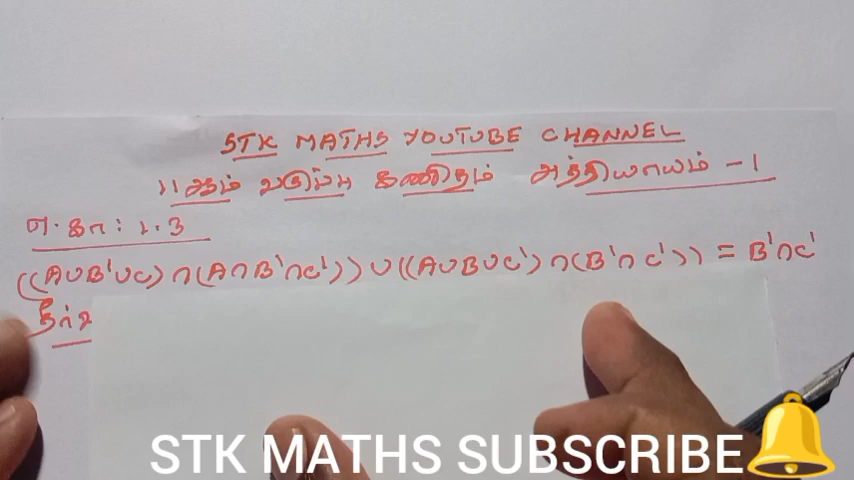 STK MATHS YOUTUBE CHANNEL
11ஆம் வகுப்பு கணிதம் அத்தியாயம் - 1
எ.கா : 1.3
((A∪B'∪C)∩(A∩B'∩C'))∪((A∪B∪C')∩(B'∩C')) = B'∩C'
STK MATHS SUBSCRIBE